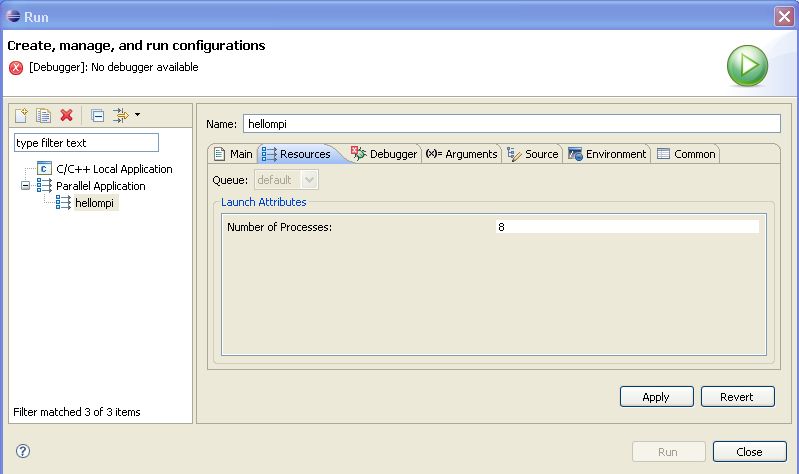 Run
Create, manage, and run configurations
[Debugger]: No debugger available
Name: hellompi
type filter text
Main Resources Debugger (x)= Arguments Source Environment Common
C C/C++ Local Application
Queue: default
Parallel Application
hellompi
Launch Attributes
Number of Processes: 8
Apply Revert
Filter matched 3 of 3 items
? Run Close